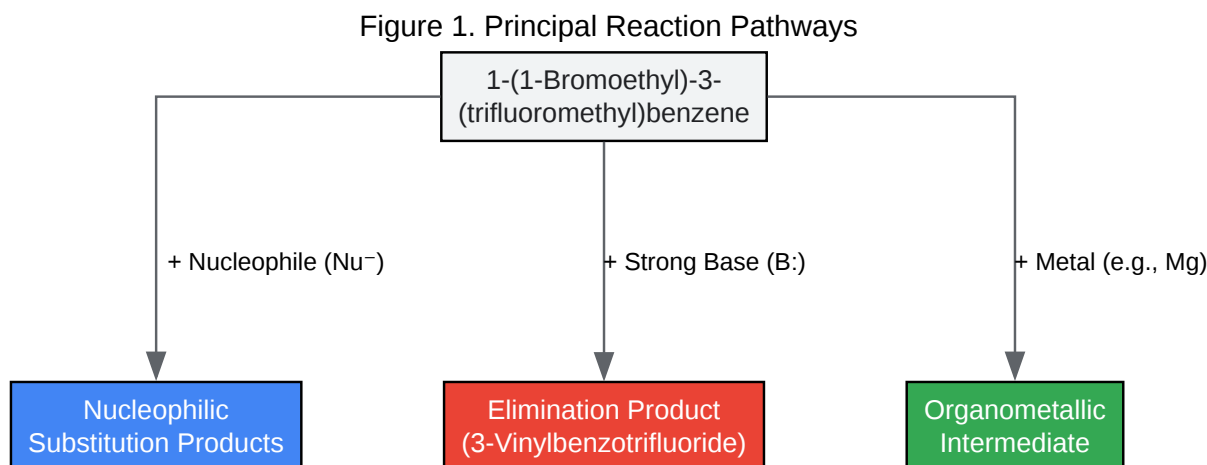 Figure 1. Principal Reaction Pathways
1-(1-Bromoethyl)-3-
(trifluoromethyl)benzene
+ Nucleophile (Nu⁻)
+ Strong Base (B:)
+ Metal (e.g., Mg)
Nucleophilic
Substitution Products
Elimination Product
(3-Vinylbenzotrifluoride)
Organometallic
Intermediate